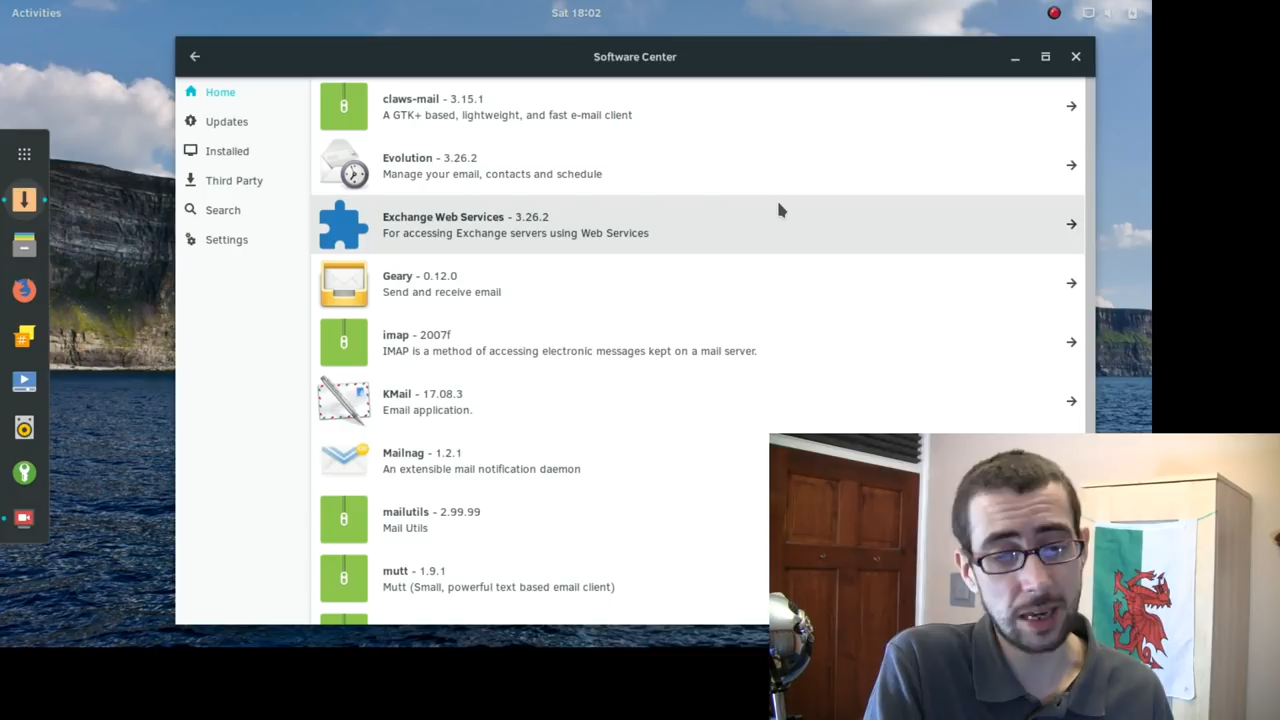 Activities
Sat 18:02
Software Center
Home
Updates
Installed
Third Party
Search
Settings
claws-mail - 3.15.1
A GTK+ based, lightweight, and fast e-mail client
Evolution - 3.26.2
Manage your email, contacts and schedule
Exchange Web Services - 3.26.2
For accessing Exchange servers using Web Services
Geary - 0.12.0
Send and receive email
imap - 2007f
IMAP is a method of accessing electronic messages kept on a mail server.
KMail - 17.08.3
Email application.
Mailnag - 1.2.1
An extensible mail notification daemon
mailutils - 2.99.99
Mail Utils
mutt - 1.9.1
Mutt (Small, powerful text based email client)